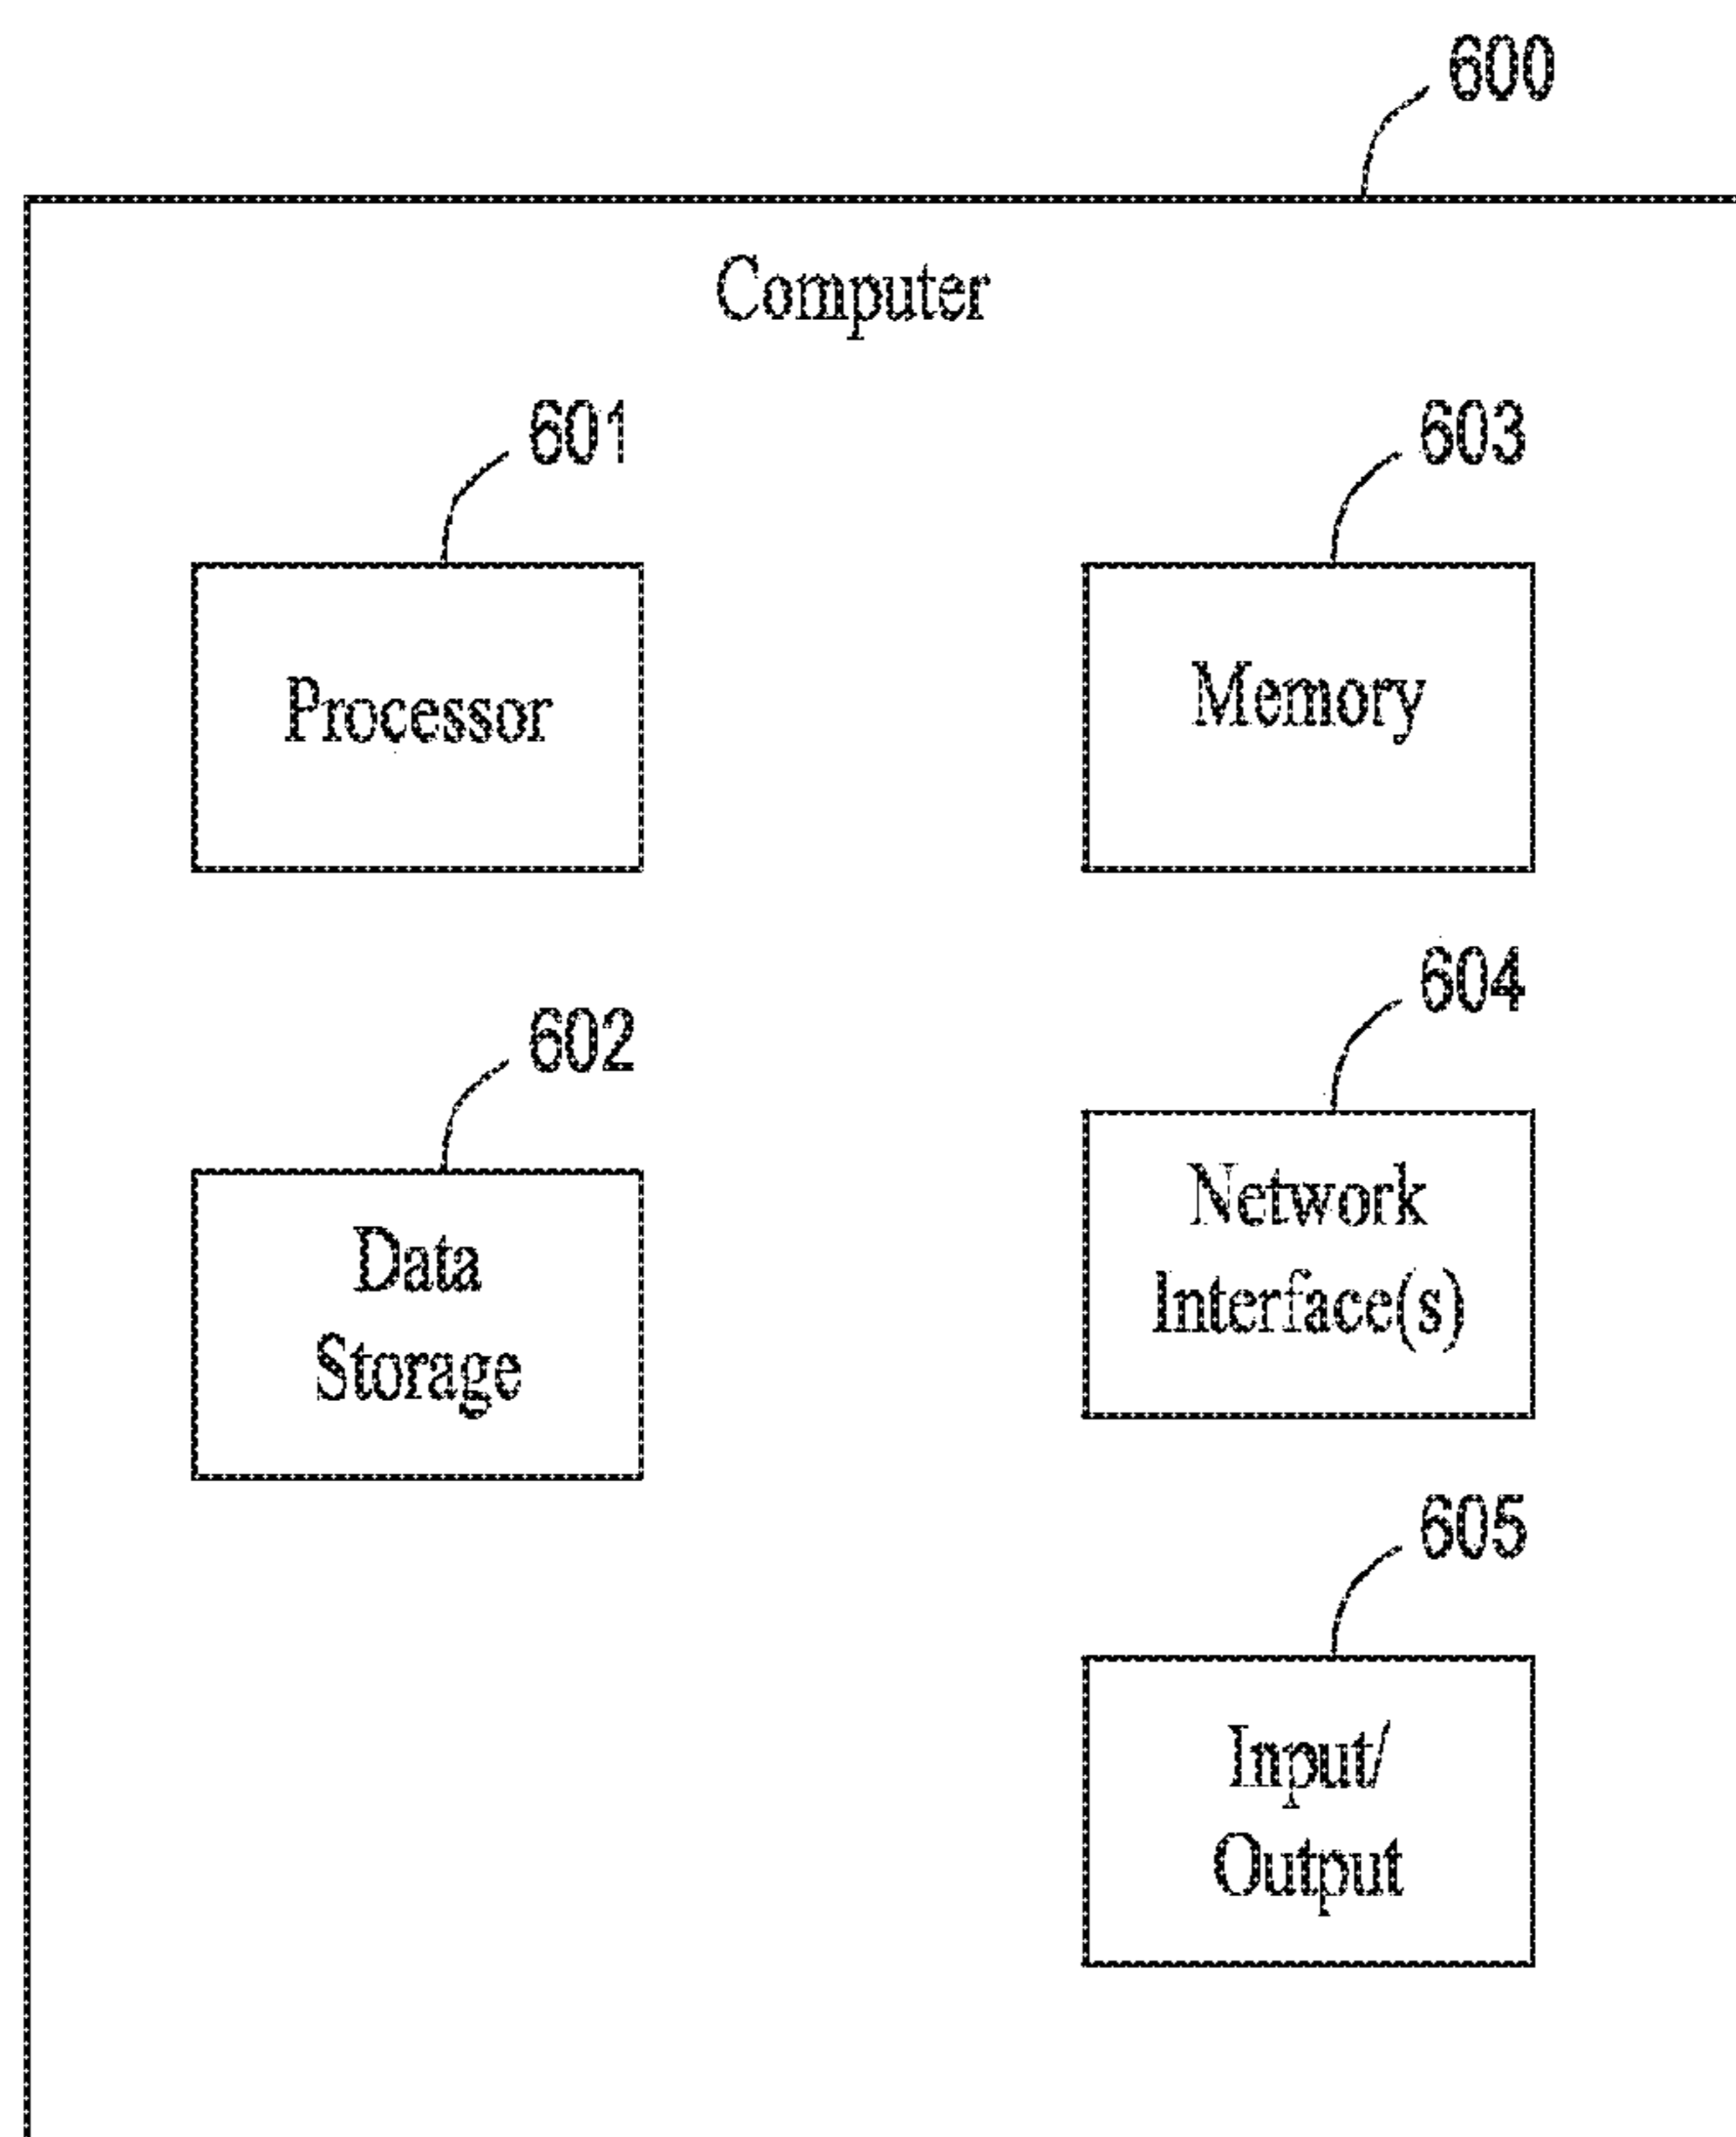 600
Computer
601
603
Processor
Memory
602
604
Data
Storage
Network
Interface(s)
605
Input/
Output